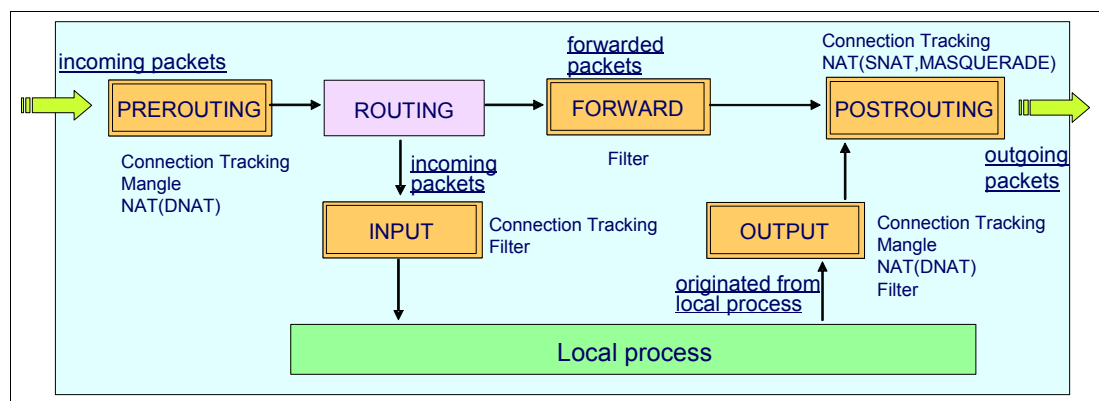 incoming packets
PREROUTING
Connection Tracking
Mangle
NAT(DNAT)
ROUTING
forwarded
packets
FORWARD
Filter
Connection Tracking
NAT(SNAT,MASQUERADE)
POSTROUTING
outgoing
packets
incoming
packets
INPUT
Connection Tracking
Filter
OUTPUT
Connection Tracking
Mangle
NAT(DNAT)
Filter
originated from
local process
Local process